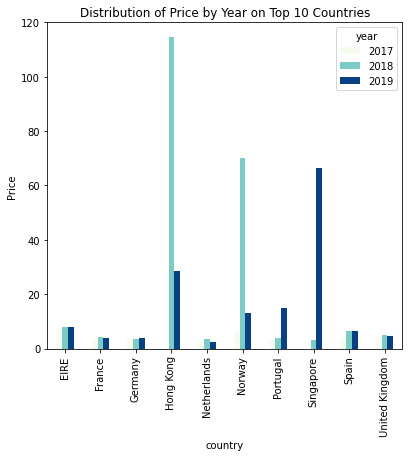 Distribution of Price by Year on Top 10 Countries
year
2017
2018
2019
Price
120
100
80
60
40
20
0
EIRE
France
Germany
Hong Kong
Netherlands
Norway
Portugal
Singapore
Spain
United Kingdom
country